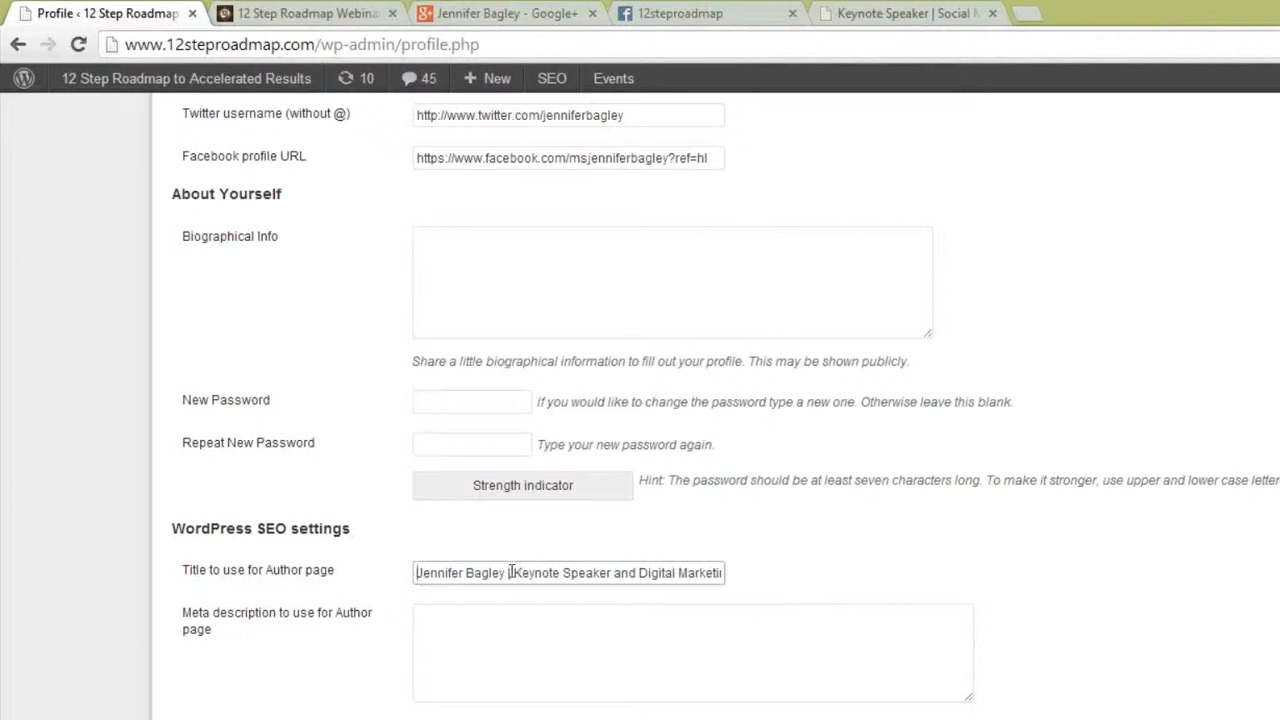 Profile ‹ 12 Step Roadmap
12 Step Roadmap Webina
Jennifer Bagley - Google+
12steproadmap
Keynote Speaker | Social M
www.12steproadmap.com/wp-admin/profile.php
12 Step Roadmap to Accelerated Results 10 45 + New SEO Events
Twitter username (without @) http://www.twitter.com/jenniferbagley
Facebook profile URL https://www.facebook.com/msjenniferbagley?ref=hl
About Yourself
Biographical Info
Share a little biographical information to fill out your profile. This may be shown publicly.
New Password If you would like to change the password type a new one. Otherwise leave this blank.
Repeat New Password Type your new password again.
Strength indicator Hint: The password should be at least seven characters long. To make it stronger, use upper and lower case letter
WordPress SEO settings
Title to use for Author page Jennifer Bagley | Keynote Speaker and Digital Marketin
Meta description to use for Author
page